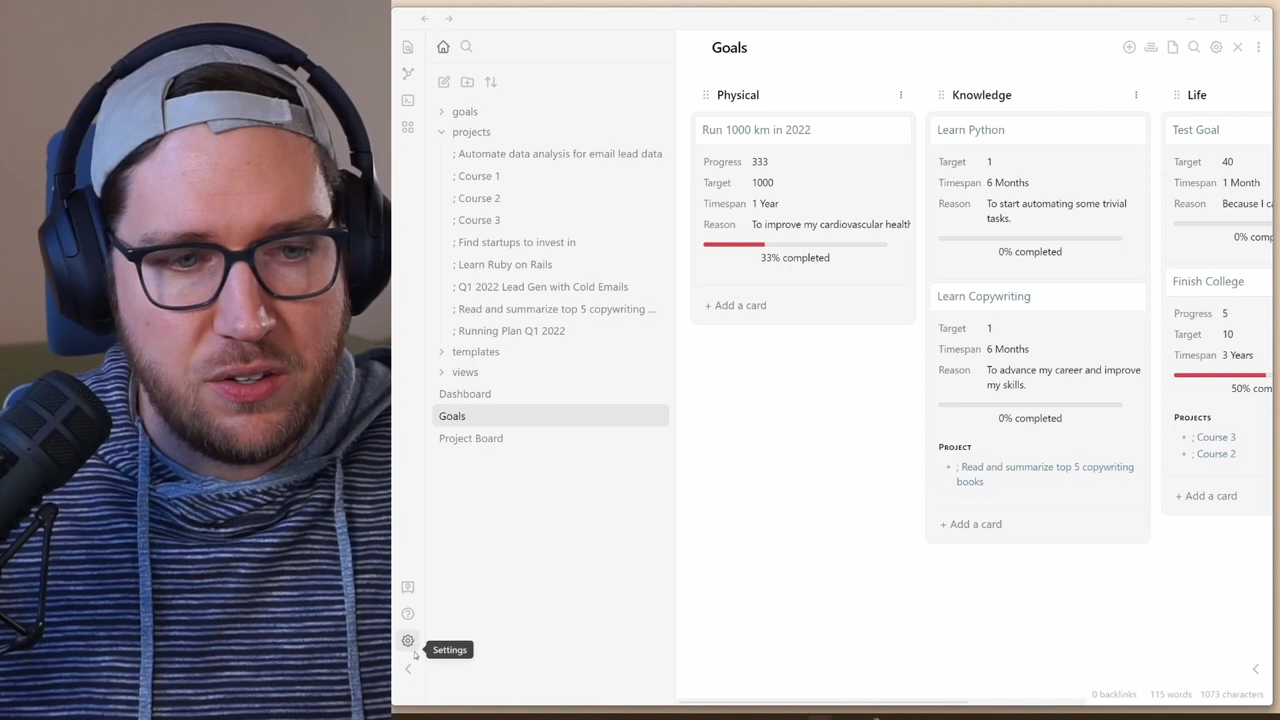 Goals
goals
projects
; Automate data analysis for email lead data
; Course 1
; Course 2
; Course 3
; Find startups to invest in
; Learn Ruby on Rails
; Q1 2022 Lead Gen with Cold Emails
; Read and summarize top 5 copywriting ...
; Running Plan Q1 2022
templates
views
Dashboard
Goals
Project Board
Settings
Physical
Run 1000 km in 2022
Progress 333
Target 1000
Timespan 1 Year
Reason To improve my cardiovascular health
33% completed
+ Add a card
Knowledge
Learn Python
Target 1
Timespan 6 Months
Reason To start automating some trivial
tasks.
0% completed
Learn Copywriting
Target 1
Timespan 6 Months
Reason To advance my career and improve
my skills.
0% completed
PROJECT
; Read and summarize top 5 copywriting
books
+ Add a card
Life
Test Goal
Target 40
Timespan 1 Month
Reason Because I ca
0% comp
Finish College
Progress 5
Target 10
Timespan 3 Years
50% com
PROJECTS
; Course 3
; Course 2
+ Add a card
0 backlinks 115 words 1073 characters